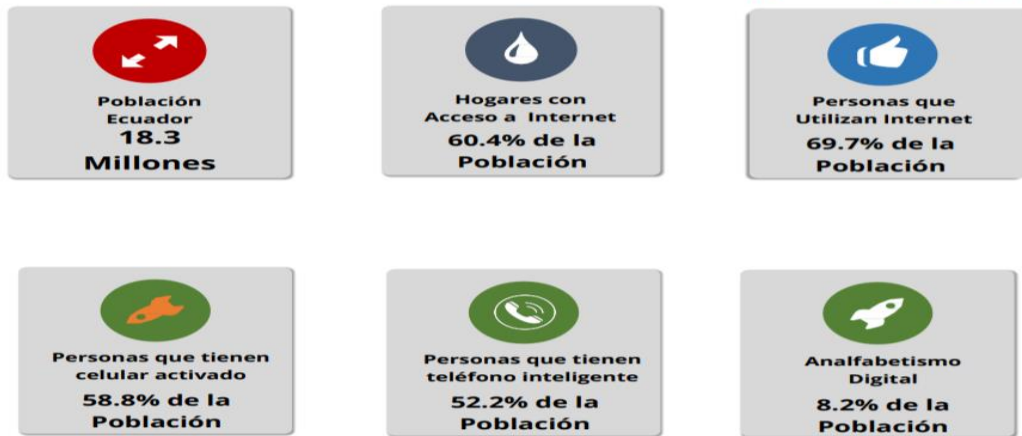 Población
Ecuador
18.3
Millones
Hogares con
Acceso a Internet
60.4% de la
Población
Personas que
Utilizan Internet
69.7% de la
Población
Personas que tienen
celular activado
58.8% de la
Población
Personas que tienen
teléfono inteligente
52.2% de la
Población
Analfabetismo
Digital
8.2% de la
Población